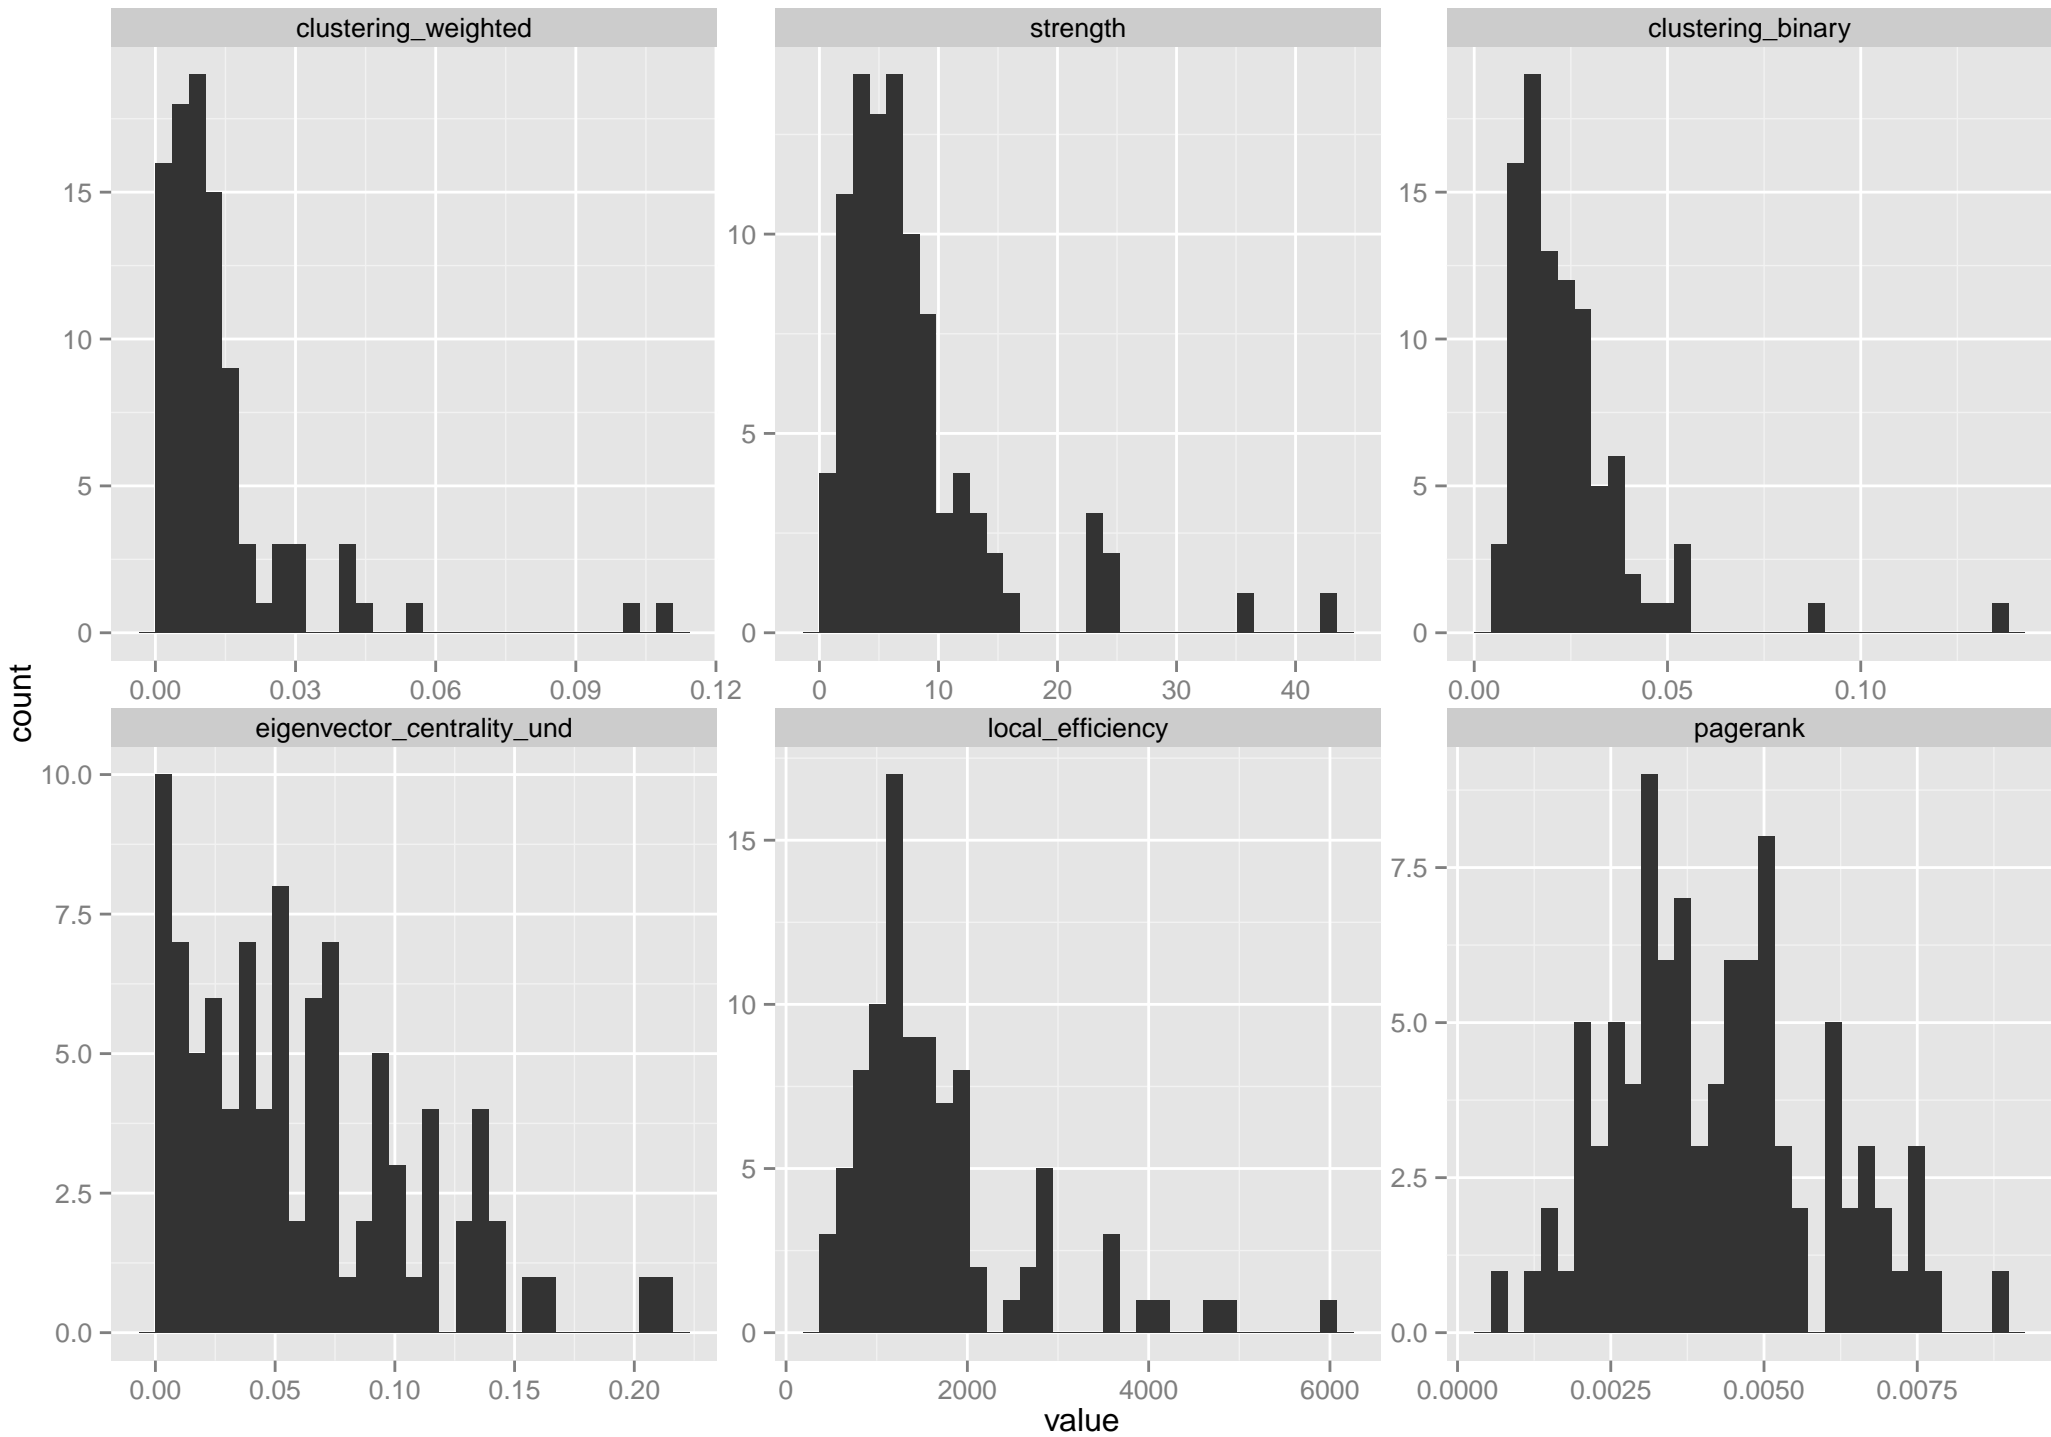 clustering_weighted
strength
clustering_binary
15
10
5
0
10
5
0
15
10
5
0
0.00 0.03 0.06 0.09 0.12
0 10 20 30 40
0.00 0.05 0.10
count
eigenvector_centrality_und
local_efficiency
pagerank
10.0
7.5
5.0
2.5
0.0
15
10
5
0
7.5
5.0
2.5
0.0
0.00 0.05 0.10 0.15 0.20
0 2000 4000 6000
0.0000 0.0025 0.0050 0.0075
value